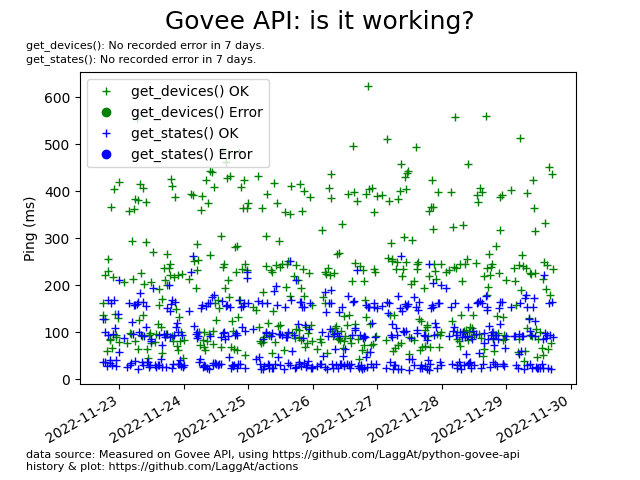 Govee API: is it working?
get_devices(): No recorded error in 7 days.
get_states(): No recorded error in 7 days.
get_devices() OK
get_devices() Error
get_states() OK
get_states() Error
Ping (ms)
600
500
400
300
200
100
0
2022-11-23
2022-11-24
2022-11-25
2022-11-26
2022-11-27
2022-11-28
2022-11-29
2022-11-30
data source: Measured on Govee API, using https://github.com/LaggAt/python-govee-api
history & plot: https://github.com/LaggAt/actions